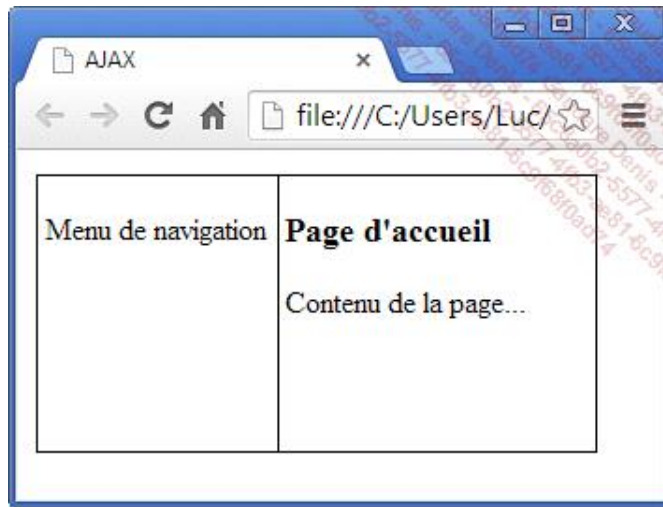 AJAX
file:///C:/Users/Luc/
Menu de navigation
Page d'accueil
Contenu de la page...